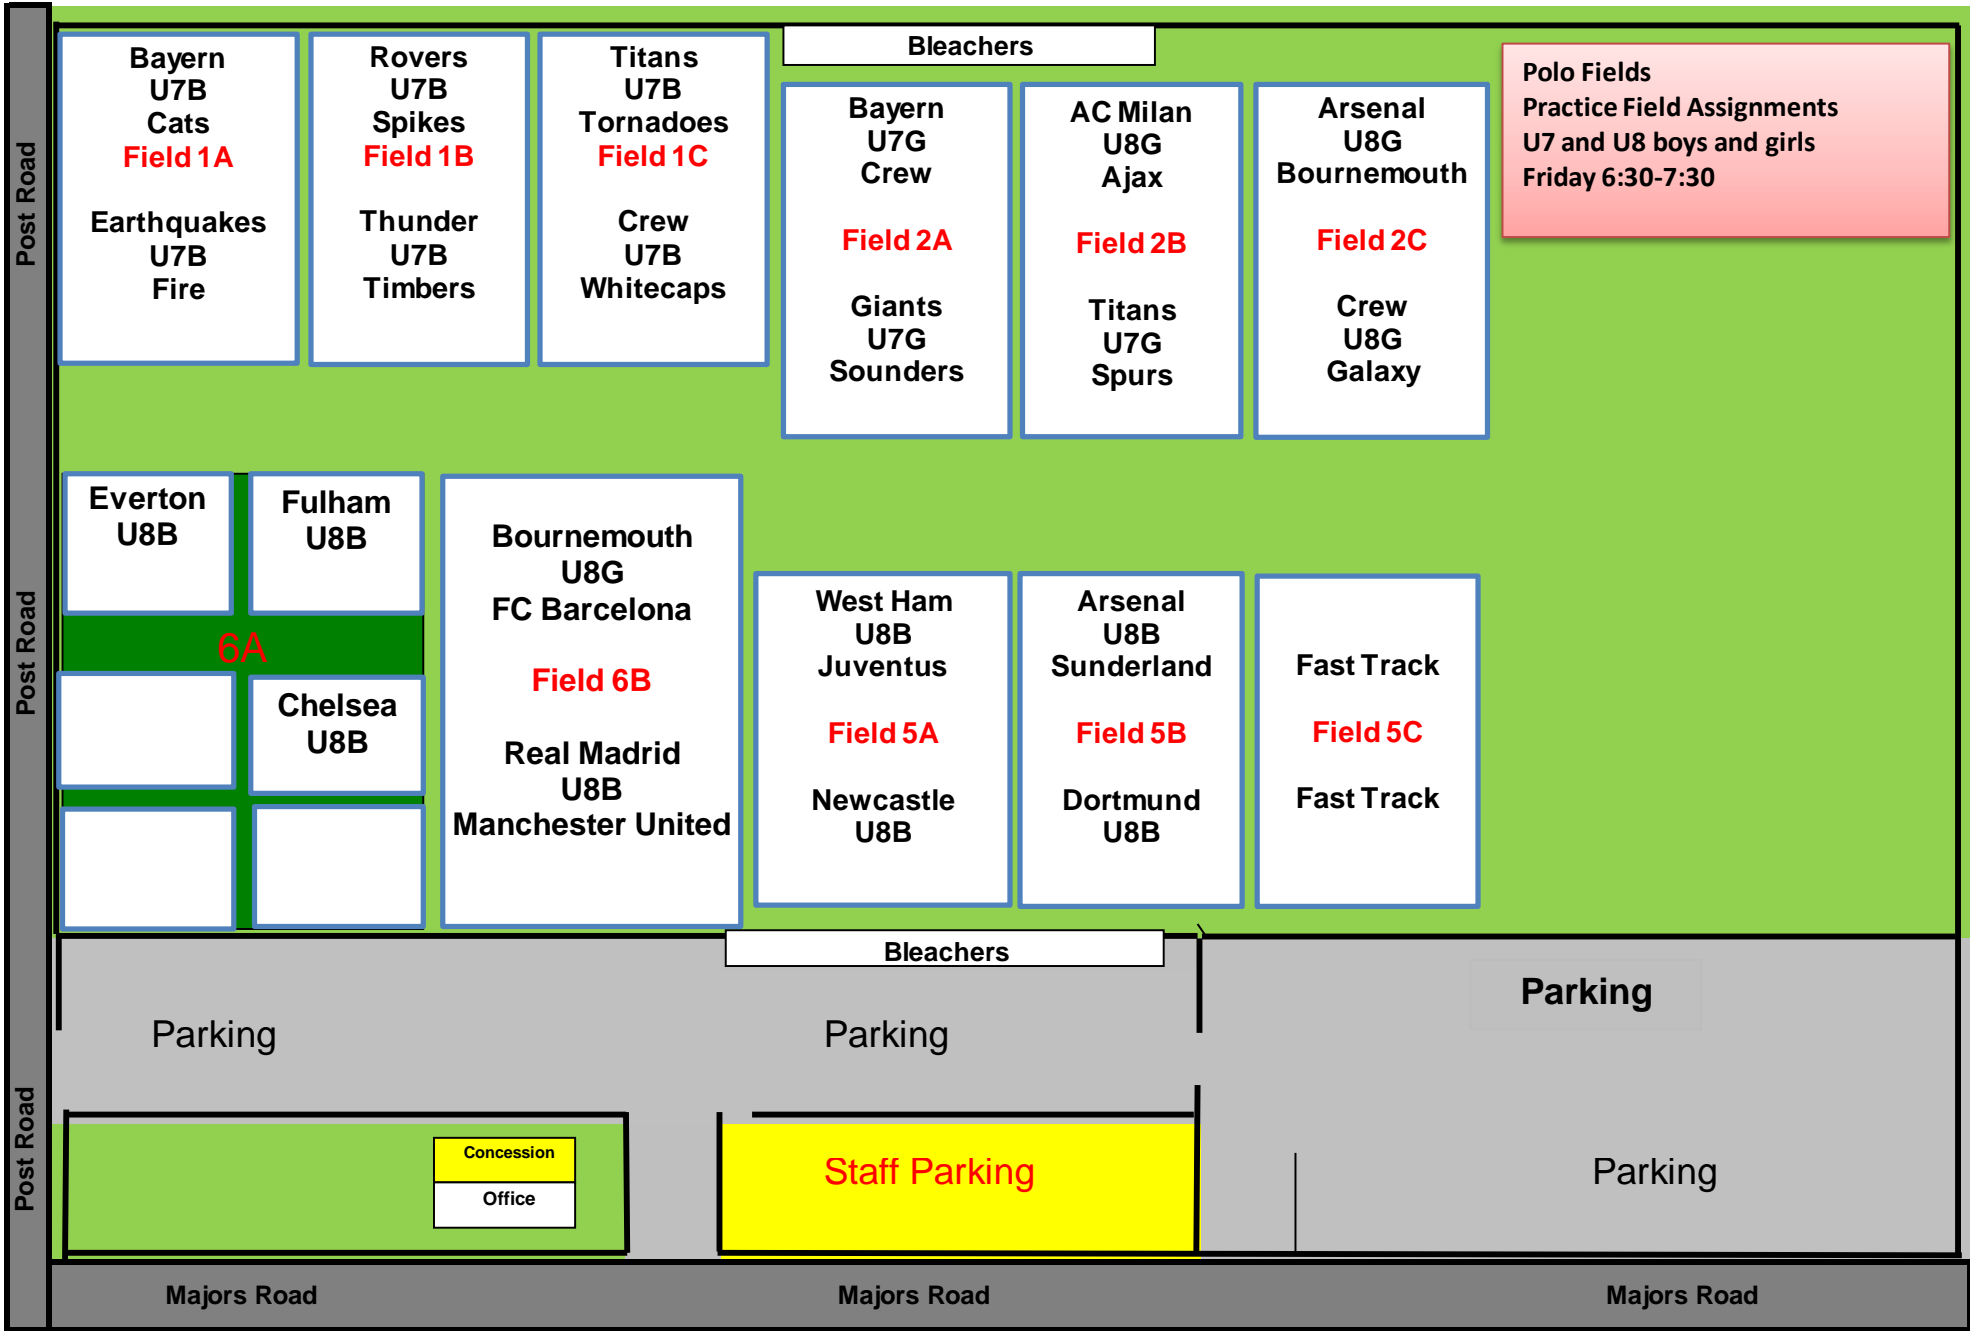 Bleachers
Polo Fields
Practice Field Assignments
U7 and U8 boys and girls
Friday 6:30-7:30
Post Road
Bayern
U7B
Cats
Field 1A
Earthquakes
U7B
Fire
Rovers
U7B
Spikes
Field 1B
Thunder
U7B
Timbers
Titans
U7B
Tornadoes
Field 1C
Crew
U7B
Whitecaps
Bayern
U7G
Crew
Field 2A
Giants
U7G
Sounders
AC Milan
U8G
Ajax
Field 2B
Titans
U7G
Spurs
Arsenal
U8G
Bournemouth
Field 2C
Crew
U8G
Galaxy
Post Road
Everton
U8B
Fulham
U8B
6A
Chelsea
U8B
Bournemouth
U8G
FC Barcelona
Field 6B
Real Madrid
U8B
Manchester United
West Ham
U8B
Juventus
Field 5A
Newcastle
U8B
Arsenal
U8B
Sunderland
Field 5B
Dortmund
U8B
Fast Track
Field 5C
Fast Track
Bleachers
Parking
Parking
Parking
Post Road
Concession
Office
Staff Parking
Parking
Majors Road
Majors Road
Majors Road